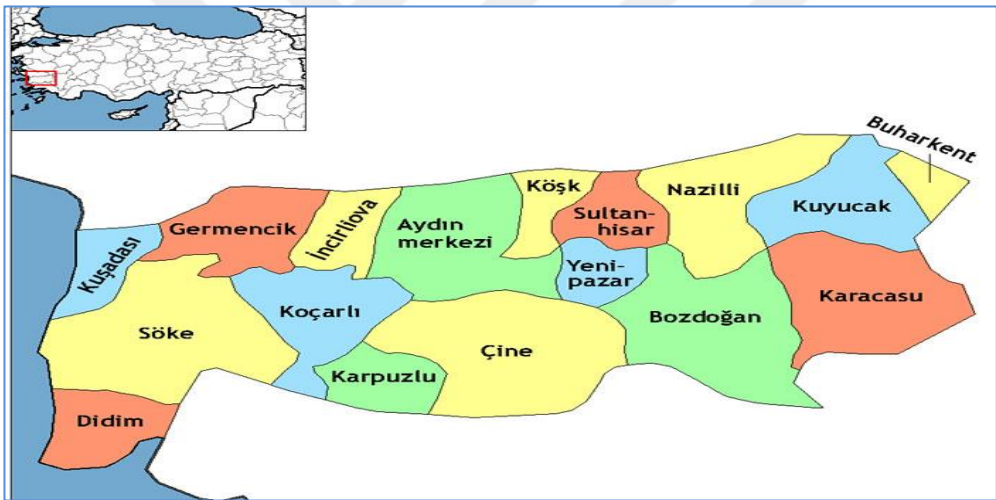 Buharkent
Köşk
Nazilli
Kuyucak
Germencik
İncirliova
Aydın
merkezi
Sultan-
hisar
Kuşadası
Yeni-
pazar
Karacasu
Koçarlı
Bozdoğan
Söke
Çine
Karpuzlu
Didim